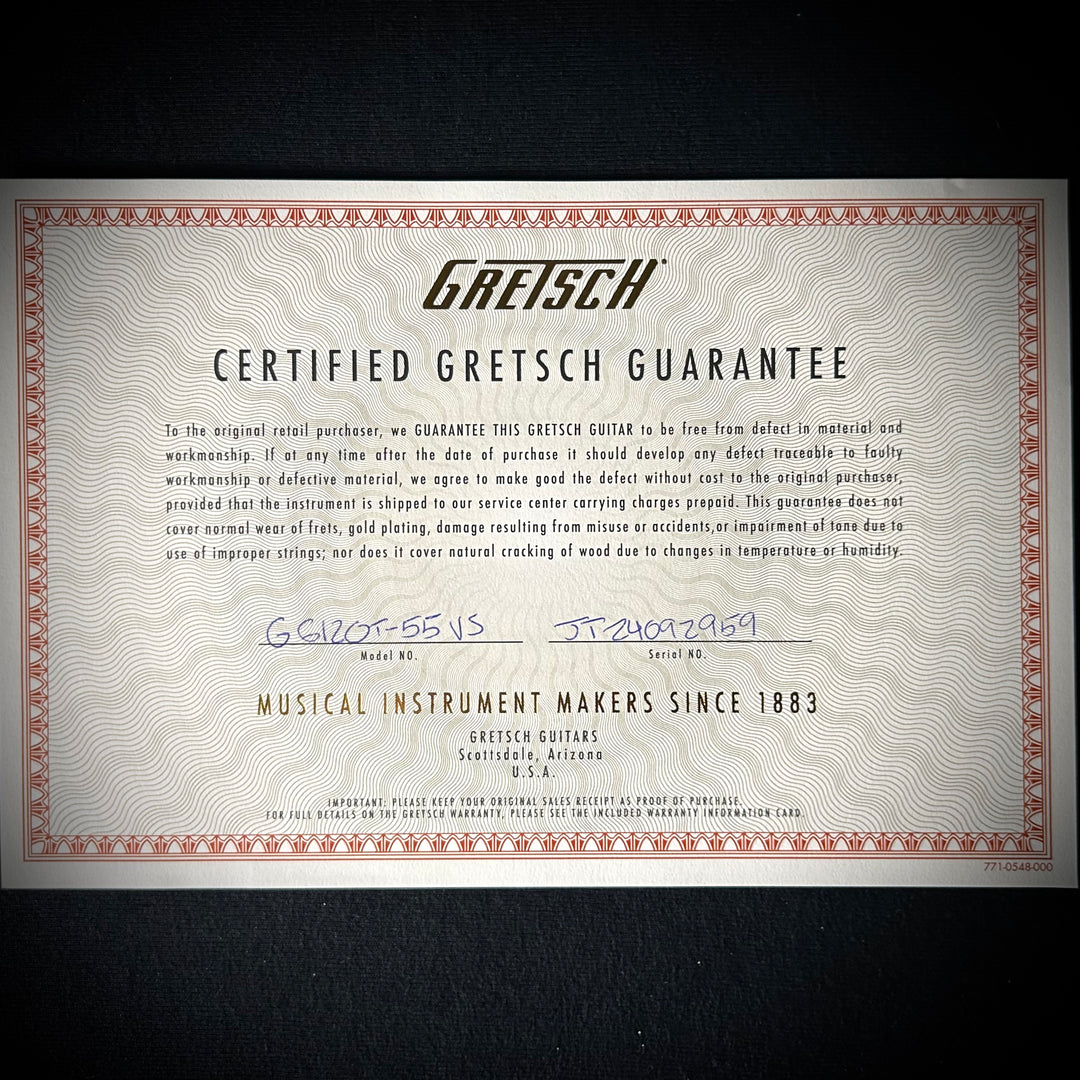 GRETSCH
CERTIFIED GRETSCH GUARANTEE
To the original retail purchaser, we GUARANTEE THIS GRETSCH GUITAR to be free from defect in material and
workmanship. If at any time after the date of purchase it should develop any defect traceable to faulty
workmanship or defective material, we agree to make good the defect without cost to the original purchaser,
provided that the instrument is shipped to our service center carrying charges prepaid. This guarantee does not
cover normal wear of frets, gold plating, damage resulting from misuse or accidents,or impairment of tone due to
use of improper strings; nor does it cover natural cracking of wood due to changes in temperature or humidity.
G6120T-55VS JT24092959
Model NO. Serial NO.
MUSICAL INSTRUMENT MAKERS SINCE 1883
GRETSCH GUITARS
Scottsdale, Arizona
U.S.A.
IMPORTANT: PLEASE KEEP YOUR ORIGINAL SALES RECEIPT AS PROOF OF PURCHASE.
FOR FULL DETAILS ON THE GRETSCH WARRANTY, PLEASE SEE THE INCLUDED WARRANTY INFORMATION CARD.
771-0548-000